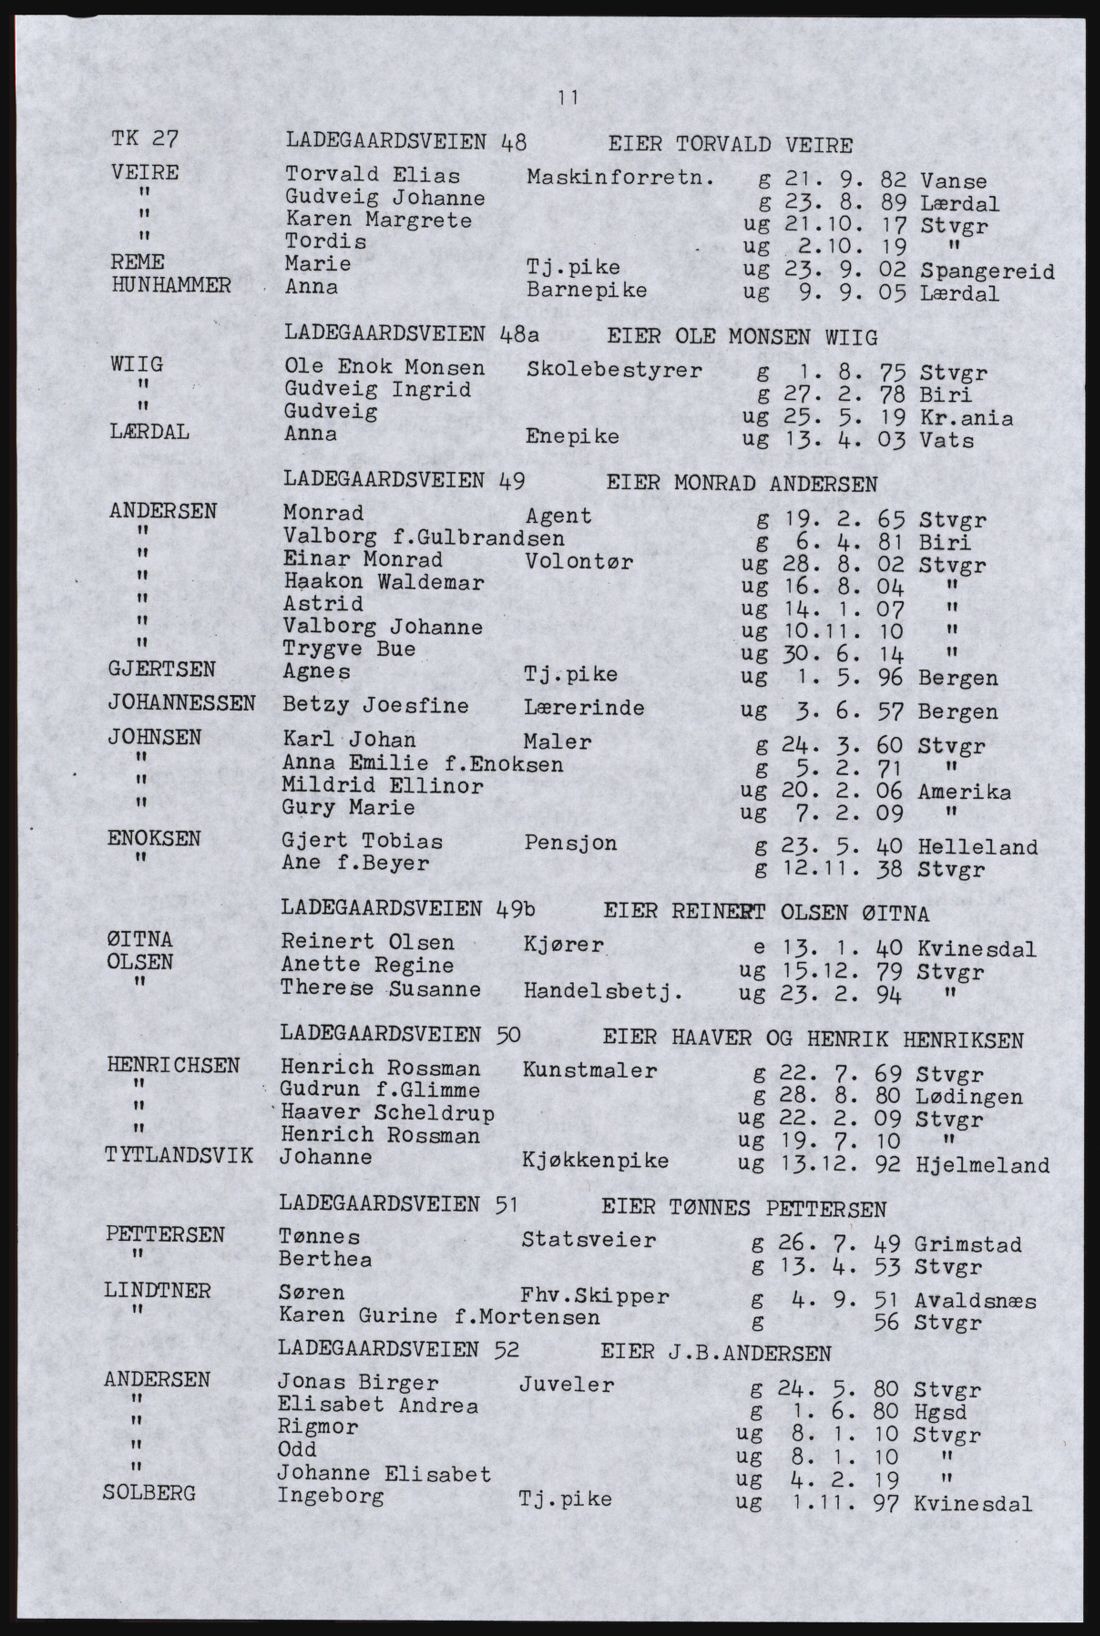 11
TK 27 LADEGAARDSVEIEN 48 EIER TORVALD VEIRE
VEIRE Torvald Elias Maskinforretn. g 21. 9. 82 Vanse
" Gudveig Johanne g 23. 8. 89 Lærdal
" Karen Margrete ug 21.10. 17 Stvgr
" Tordis ug 2.10. 19 "
REME Marie Tj.pike ug 23. 9. 02 Spangereid
HUNHAMMER Anna Barnepike ug 9. 9. 05 Lærdal
LADEGAARDSVEIEN 48a EIER OLE MONSEN WIIG
WIIG Ole Enok Monsen Skolebestyrer g 1. 8. 75 Stvgr
" Gudveig Ingrid g 27. 2. 78 Biri
" Gudveig ug 25. 5. 19 Kr.ania
LÆRDAL Anna Enepike ug 13. 4. 03 Vats
LADEGAARDSVEIEN 49 EIER MONRAD ANDERSEN
ANDERSEN Monrad Agent g 19. 2. 65 Stvgr
" Valborg f.Gulbrandsen g 6. 4. 81 Biri
" Einar Monrad Volontør ug 28. 8. 02 Stvgr
" Haakon Waldemar ug 16. 8. 04 "
" Astrid ug 14. 1. 07 "
" Valborg Johanne ug 10.11. 10 "
" Trygve Bue ug 30. 6. 14 "
GJERTSEN Agnes Tj.pike ug 1. 5. 96 Bergen
JOHANNESSEN Betzy Joesfine Lærerinde ug 3. 6. 57 Bergen
JOHNSEN Karl Johan Maler g 24. 3. 60 Stvgr
" Anna Emilie f.Enoksen g 5. 2. 71 "
" Mildrid Ellinor ug 20. 2. 06 Amerika
" Gury Marie ug 7. 2. 09 "
ENOKSEN Gjert Tobias Pensjon g 23. 5. 40 Helleland
" Ane f.Beyer g 12.11. 38 Stvgr
LADEGAARDSVEIEN 49b EIER REINERT OLSEN ØITNA
ØITNA Reinert Olsen Kjører e 13. 1. 40 Kvinesdal
OLSEN Anette Regine ug 15.12. 79 Stvgr
" Therese Susanne Handelsbetj. ug 23. 2. 94 "
LADEGAARDSVEIEN 50 EIER HAAVER OG HENRIK HENRIKSEN
HENRICHSEN Henrich Rossman Kunstmaler g 22. 7. 69 Stvgr
" Gudrun f.Glimme g 28. 8. 80 Lødingen
" Haaver Scheldrup ug 22. 2. 09 Stvgr
" Henrich Rossman ug 19. 7. 10 "
TYTLANDSVIK Johanne Kjøkkenpike ug 13.12. 92 Hjelmeland
LADEGAARDSVEIEN 51 EIER TØNNES PETTERSEN
PETTERSEN Tønnes Statsveier g 26. 7. 49 Grimstad
" Berthea g 13. 4. 53 Stvgr
LINDTNER Søren Fhv.Skipper g 4. 9. 51 Avaldsnæs
" Karen Gurine f.Mortensen g 56 Stvgr
LADEGAARDSVEIEN 52 EIER J.B.ANDERSEN
ANDERSEN Jonas Birger Juveler g 24. 5. 80 Stvgr
" Elisabet Andrea g 1. 6. 80 Hgsd
" Rigmor ug 8. 1. 10 Stvgr
" Odd ug 8. 1. 10 "
" Johanne Elisabet ug 4. 2. 19 "
SOLBERG Ingeborg Tj.pike ug 1.11. 97 Kvinesdal